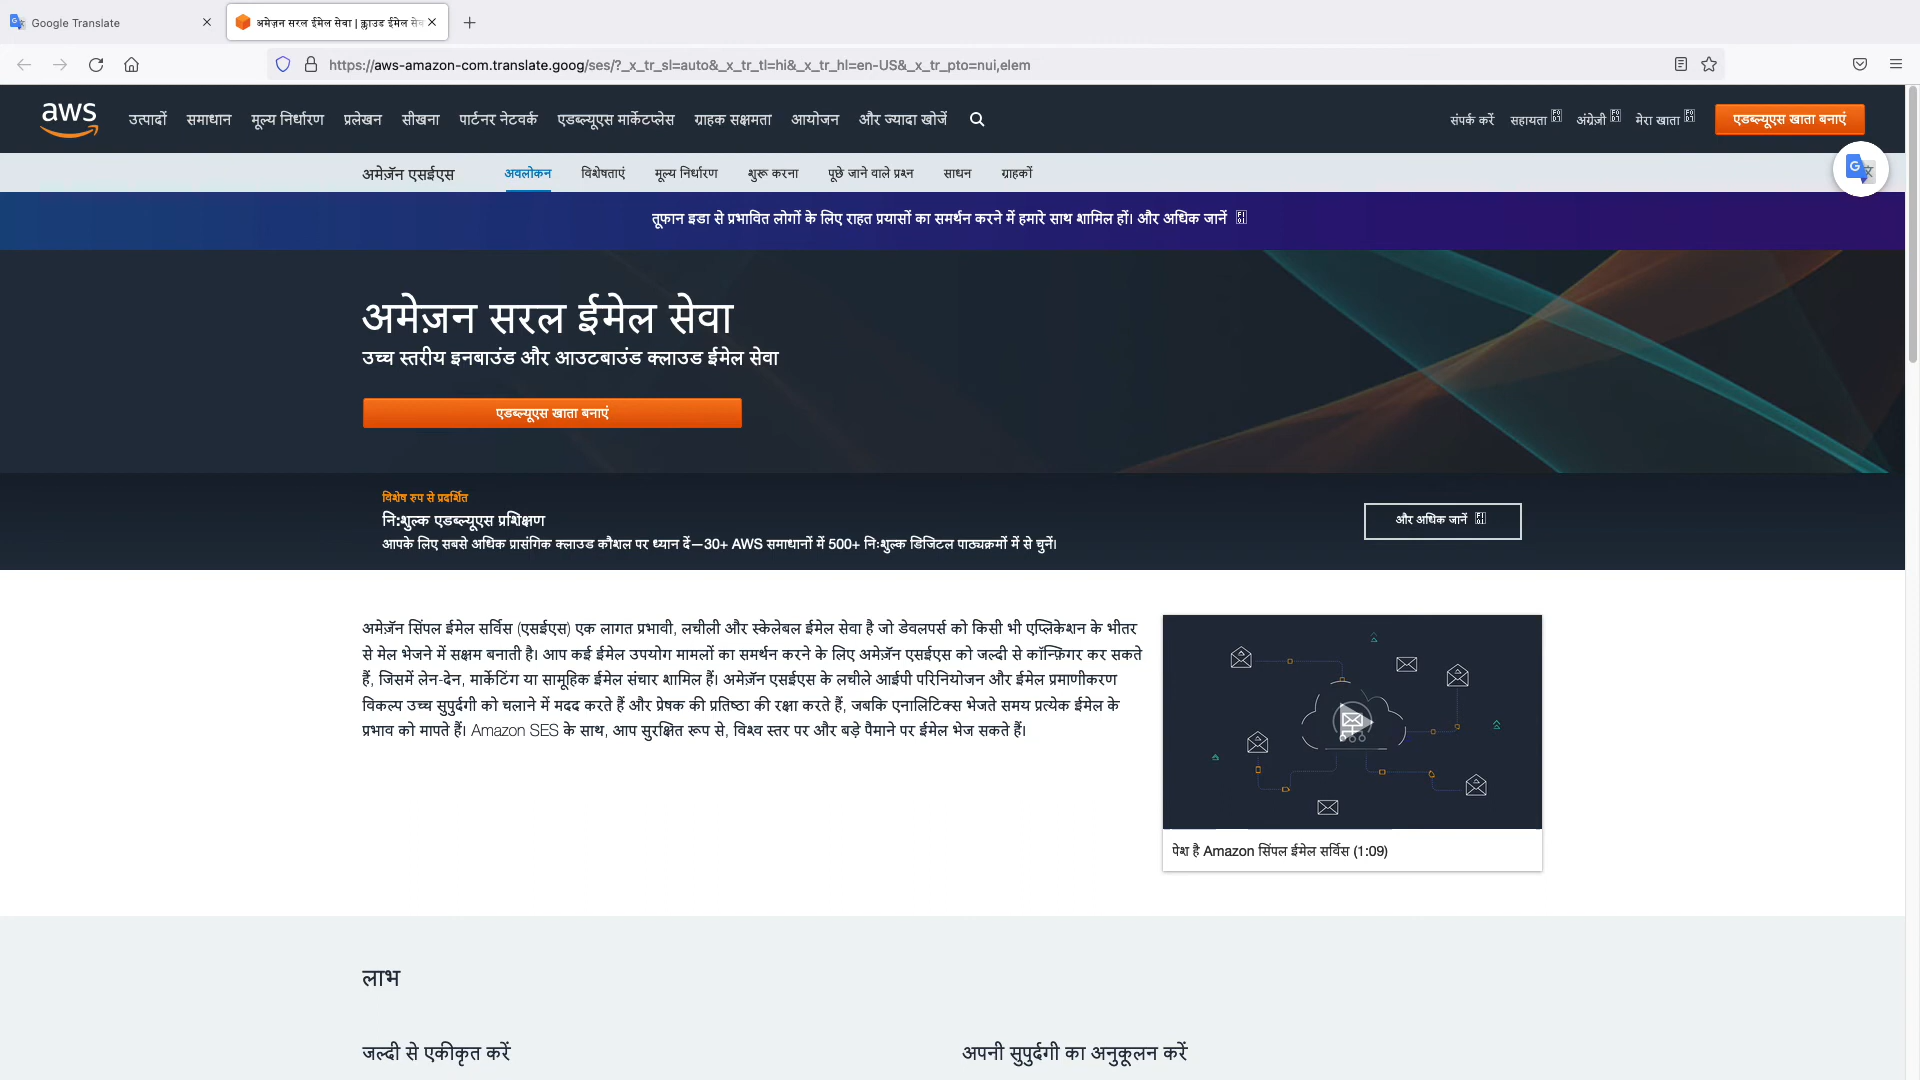 Google Translate
अमेज़न सरल ईमेल सेवा | क्लाउड ईमेल सेव
https://aws-amazon-com.translate.goog/ses/?_x_tr_sl=auto&_x_tr_tl=hi&_x_tr_hl=en-US&_x_tr_pto=nui,elem
aws
उत्पादों समाधान मूल्य निर्धारण प्रलेखन सीखना पार्टनर नेटवर्क एडब्ल्यूएस मार्केटप्लेस ग्राहक सक्षमता आयोजन और ज्यादा खोजें
संपर्क करें सहायता अंग्रेज़ी मेरा खाता एडब्ल्यूएस खाता बनाएं
अमेज़ॅन एसईएस अवलोकन विशेषताएं मूल्य निर्धारण शुरू करना पूछे जाने वाले प्रश्न साधन ग्राहकों
तूफान इडा से प्रभावित लोगों के लिए राहत प्रयासों का समर्थन करने में हमारे साथ शामिल हों। और अधिक जानें
अमेज़न सरल ईमेल सेवा
उच्च स्तरीय इनबाउंड और आउटबाउंड क्लाउड ईमेल सेवा
एडब्ल्यूएस खाता बनाएं
विशेष रुप से प्रदर्शित
नि:शुल्क एडब्ल्यूएस प्रशिक्षण
आपके लिए सबसे अधिक प्रासंगिक क्लाउड कौशल पर ध्यान दें—30+ AWS समाधानों में 500+ निःशुल्क डिजिटल पाठ्यक्रमों में से चुनें।
और अधिक जानें
अमेज़ॅन सिंपल ईमेल सर्विस (एसईएस) एक लागत प्रभावी, लचीली और स्केलेबल ईमेल सेवा है जो डेवलपर्स को किसी भी एप्लिकेशन के भीतर
से मेल भेजने में सक्षम बनाती है। आप कई ईमेल उपयोग मामलों का समर्थन करने के लिए अमेज़ॅन एसईएस को जल्दी से कॉन्फ़िगर कर सकते
हैं, जिसमें लेन-देन, मार्केटिंग या सामूहिक ईमेल संचार शामिल हैं। अमेज़ॅन एसईएस के लचीले आईपी परिनियोजन और ईमेल प्रमाणीकरण
विकल्प उच्च सुपुर्दगी को चलाने में मदद करते हैं और प्रेषक की प्रतिष्ठा की रक्षा करते हैं, जबकि एनालिटिक्स भेजते समय प्रत्येक ईमेल के
प्रभाव को मापते हैं। Amazon SES के साथ, आप सुरक्षित रूप से, विश्व स्तर पर और बड़े पैमाने पर ईमेल भेज सकते हैं।
पेश है Amazon सिंपल ईमेल सर्विस (1:09)
लाभ
जल्दी से एकीकृत करें
अपनी सुपुर्दगी का अनुकूलन करें